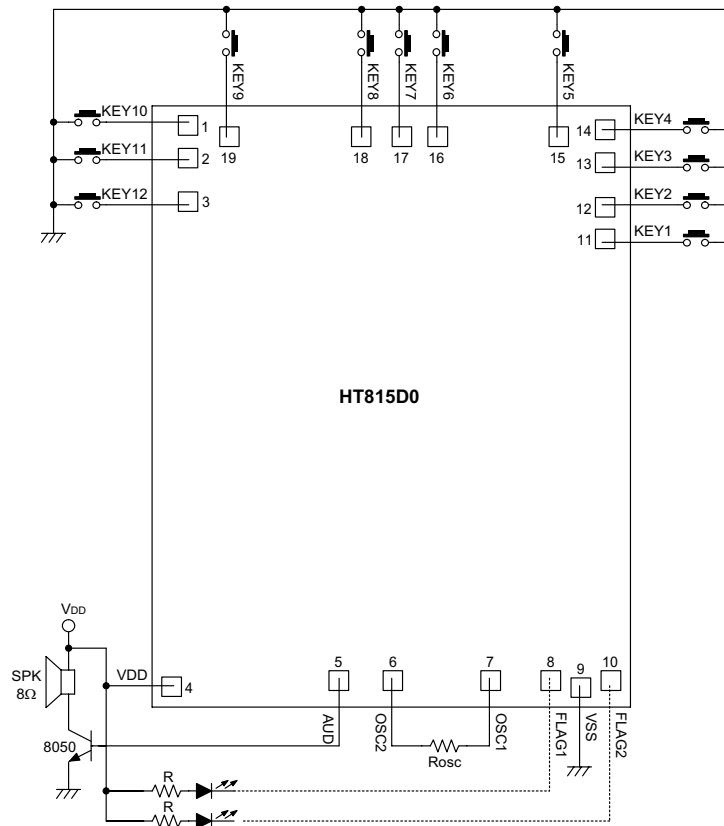 KEY9
KEY8
KEY7
KEY6
KEY5
KEY10
1
KEY11
2
KEY12
3
19
18
17
16
15
14
KEY4
13
KEY3
12
KEY2
11
KEY1
HT815D0
VDD
SPK
8Ω
VDD
4
5
6
7
8
9
10
AUD
OSC2
OSC1
FLAG1
VSS
FLAG2
8050
Rosc
R
R